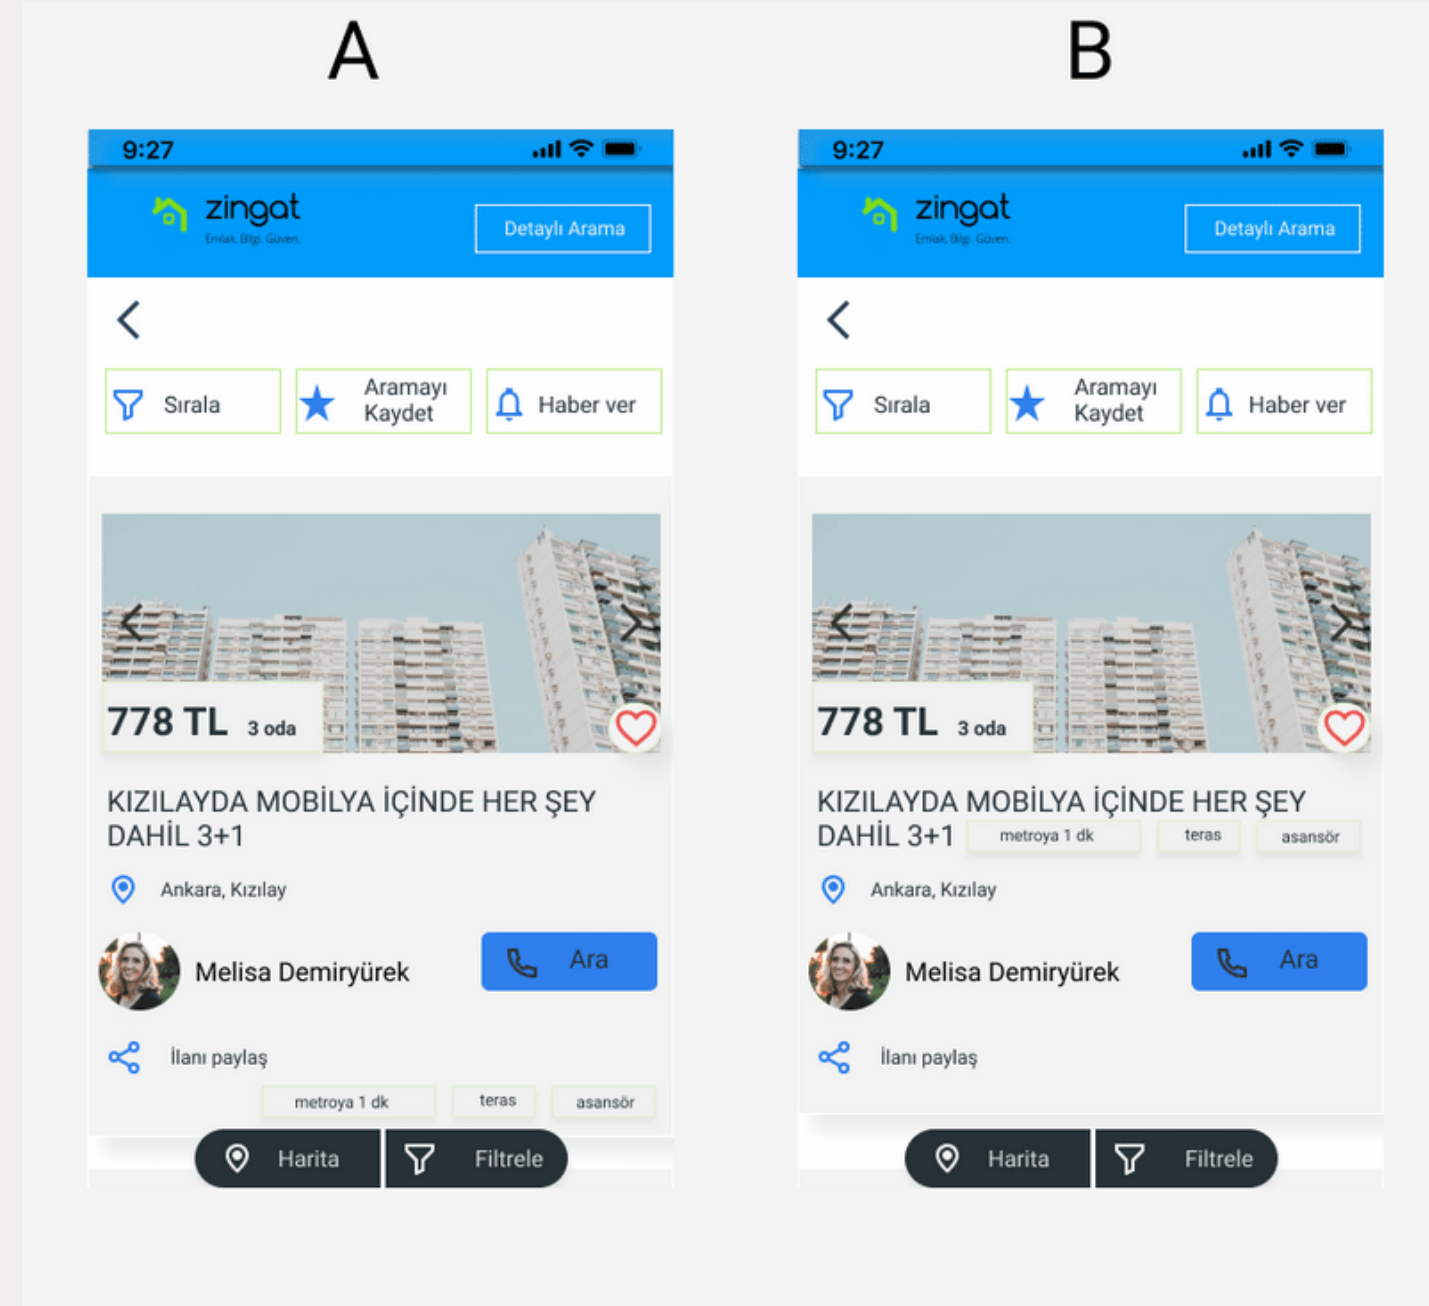 A
9:27
zingat
Emlak. Bilgi. Güven.
Detaylı Arama
Sırala
Aramayı
Kaydet
Haber ver
778 TL 3 oda
KIZILAYDA MOBİLYA İÇİNDE HER ŞEY
DAHİL 3+1
Ankara, Kızılay
Melisa Demiryürek
Ara
İlanı paylaş
metroya 1 dk
teras
asansör
Harita
Filtrele
B
9:27
zingat
Emlak. Bilgi. Güven.
Detaylı Arama
Sırala
Aramayı
Kaydet
Haber ver
778 TL 3 oda
KIZILAYDA MOBİLYA İÇİNDE HER ŞEY
DAHİL 3+1
metroya 1 dk
teras
asansör
Ankara, Kızılay
Melisa Demiryürek
Ara
İlanı paylaş
Harita
Filtrele